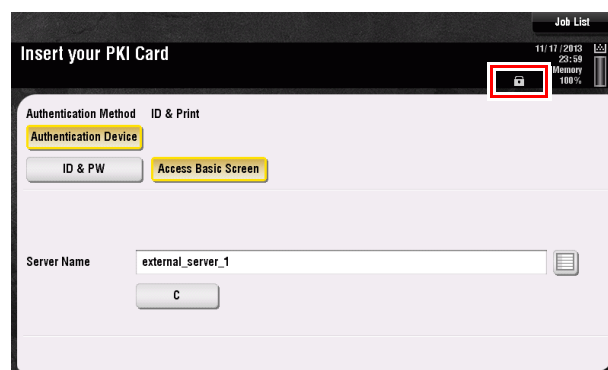 Job List
Insert your PKI Card
11/17/2013
23:59
Memory
100%
Authentication Method ID & Print
Authentication Device
ID & PW Access Basic Screen
Server Name external_server_1
C